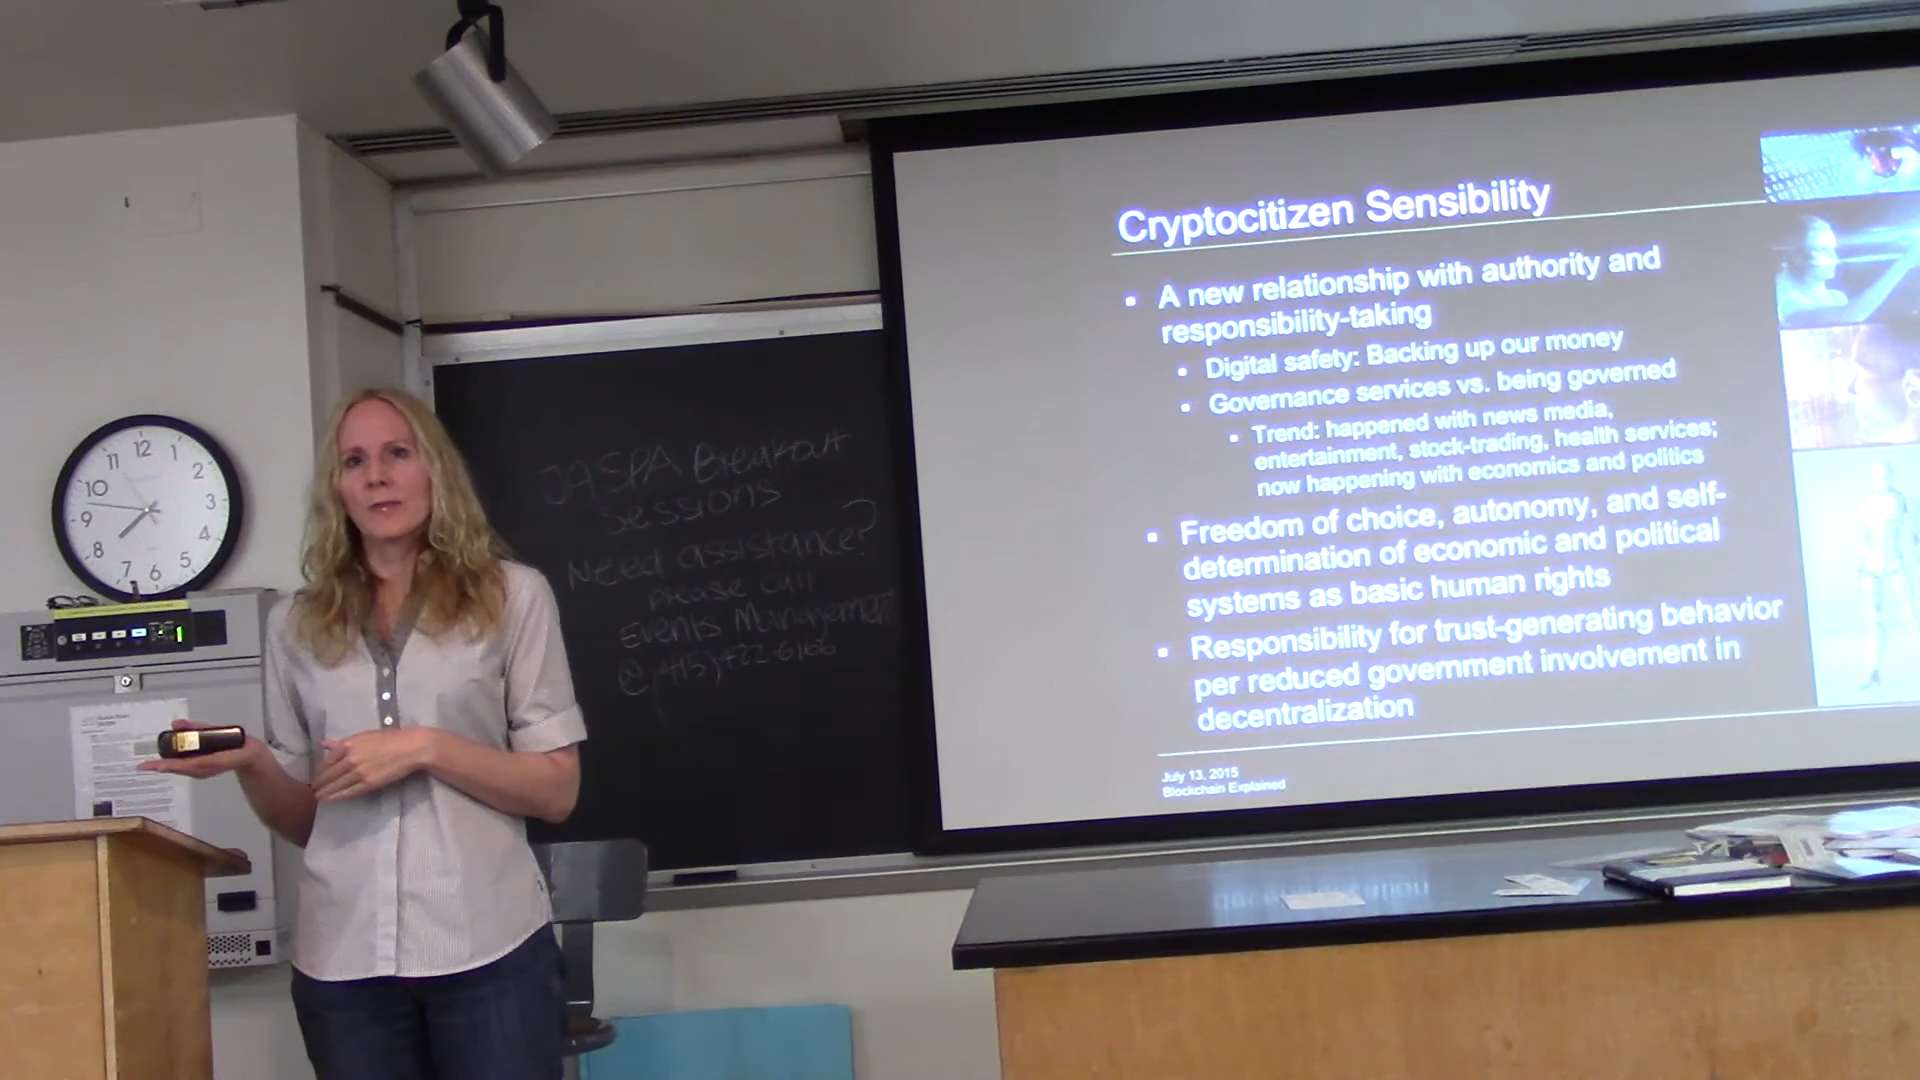 Cryptocitizen Sensibility
A new relationship with authority and
responsibility-taking
Digital safety: Backing up our money
Governance services vs. being governed
Trend: happened with news media,
entertainment, stock-trading, health services;
now happening with economics and politics
Freedom of choice, autonomy, and self-
determination of economic and political
systems as basic human rights
Responsibility for trust-generating behavior
per reduced government involvement in
decentralization
July 13, 2015
Blockchain Explained
JASPA Breakout
Sessions
Need assistance?
please call
Events Management
@ (415) 422-6166
12
1
2
3
4
5
6
7
8
9
10
11